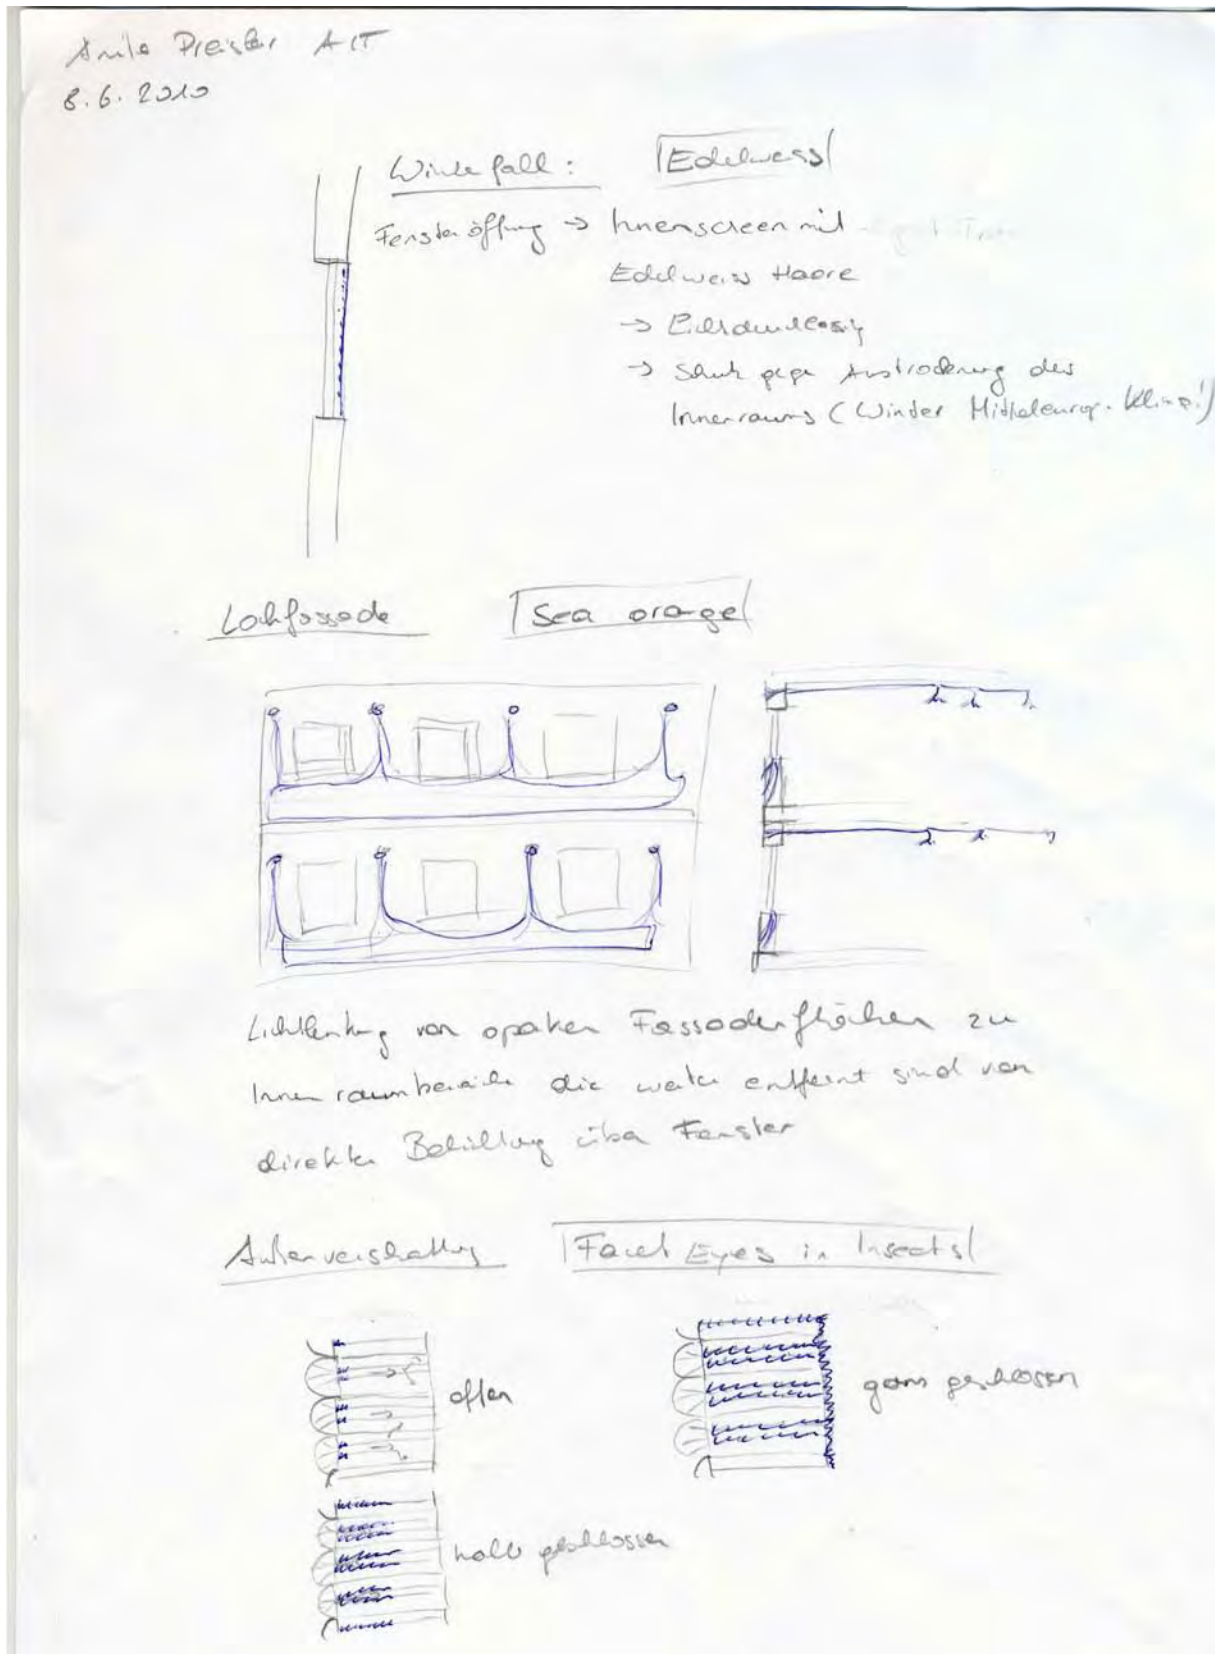 Anita Preisler AIT
8.6.2010
Winterfall: Edelweiss
Fensteröffnung → Innenscreen mit
Edelweiss Haare
→ Lichtdurchlässig
→ Schutz gegen Austrocknung des
Innenraums (Winter Mitteleurop. Klima!)
Lochfassade Sea orange
Lichtlenkung von opaken Fassadenflächen zu
Innenraumbereiche die weiter entfernt sind von
direkter Belichtung über Fenster
Außenverschattung Facet Eyes in Insects
offen
ganz geschlossen
halb geschlossen